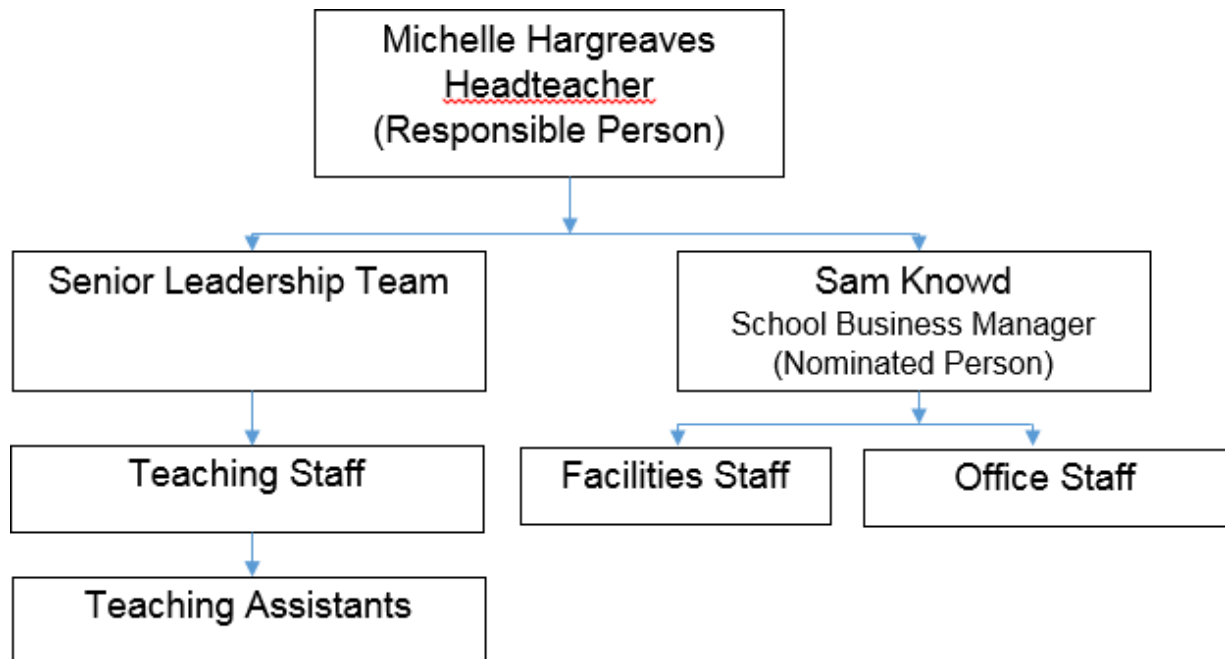 Michelle Hargreaves
Headteacher
(Responsible Person)
Senior Leadership Team
Sam Knowd
School Business Manager
(Nominated Person)
Teaching Staff
Facilities Staff
Office Staff
Teaching Assistants